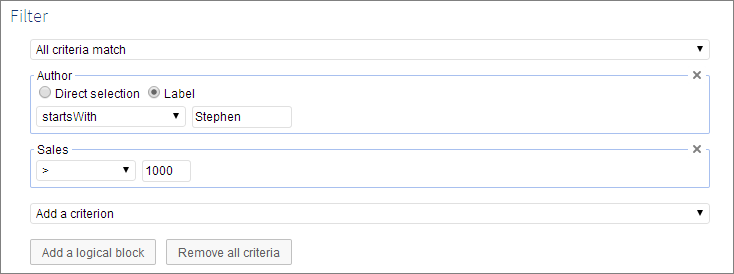 Filter
All criteria match
Author
Direct selection Label
startsWith Stephen
Sales
> 1000
Add a criterion
Add a logical block Remove all criteria